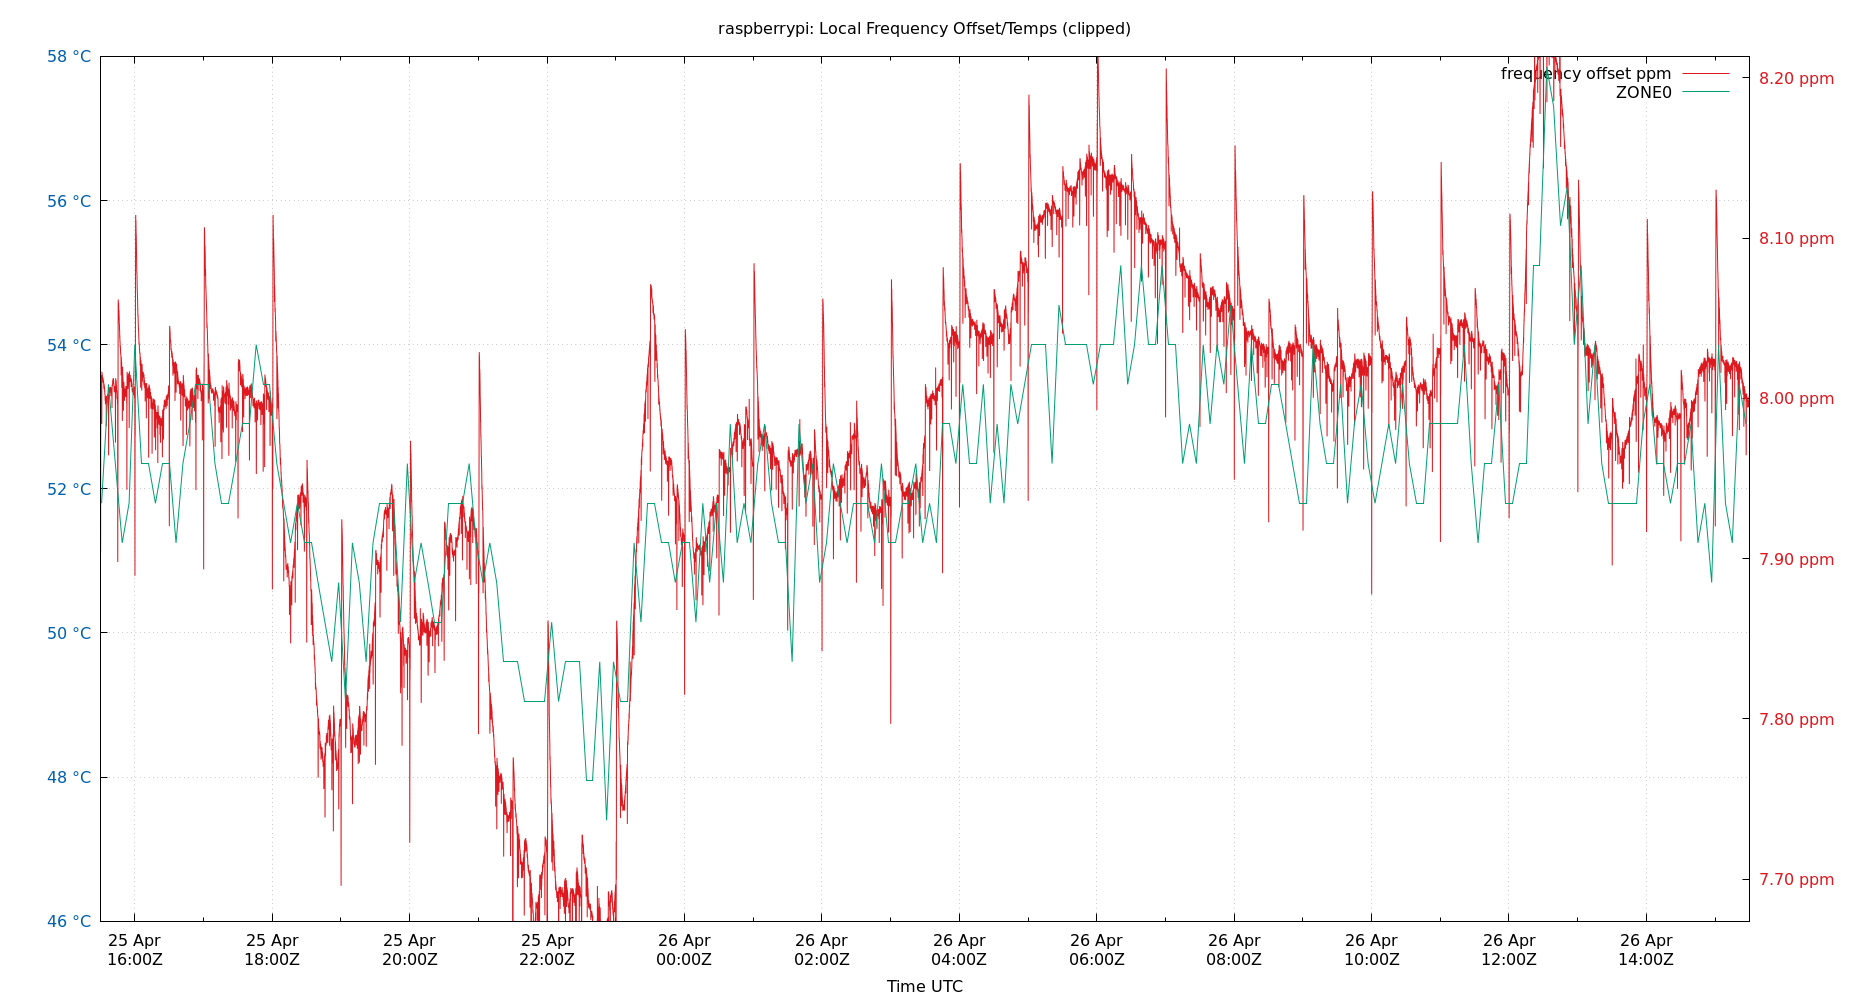 raspberrypi: Local Frequency Offset/Temps (clipped)
58 °C
56 °C
54 °C
52 °C
50 °C
48 °C
46 °C
frequency offset ppm
ZONE0
8.20 ppm
8.10 ppm
8.00 ppm
7.90 ppm
7.80 ppm
7.70 ppm
25 Apr 25 Apr 25 Apr 25 Apr 26 Apr 26 Apr 26 Apr 26 Apr 26 Apr 26 Apr 26 Apr 26 Apr
16:00Z 18:00Z 20:00Z 22:00Z 00:00Z 02:00Z 04:00Z 06:00Z 08:00Z 10:00Z 12:00Z 14:00Z
Time UTC